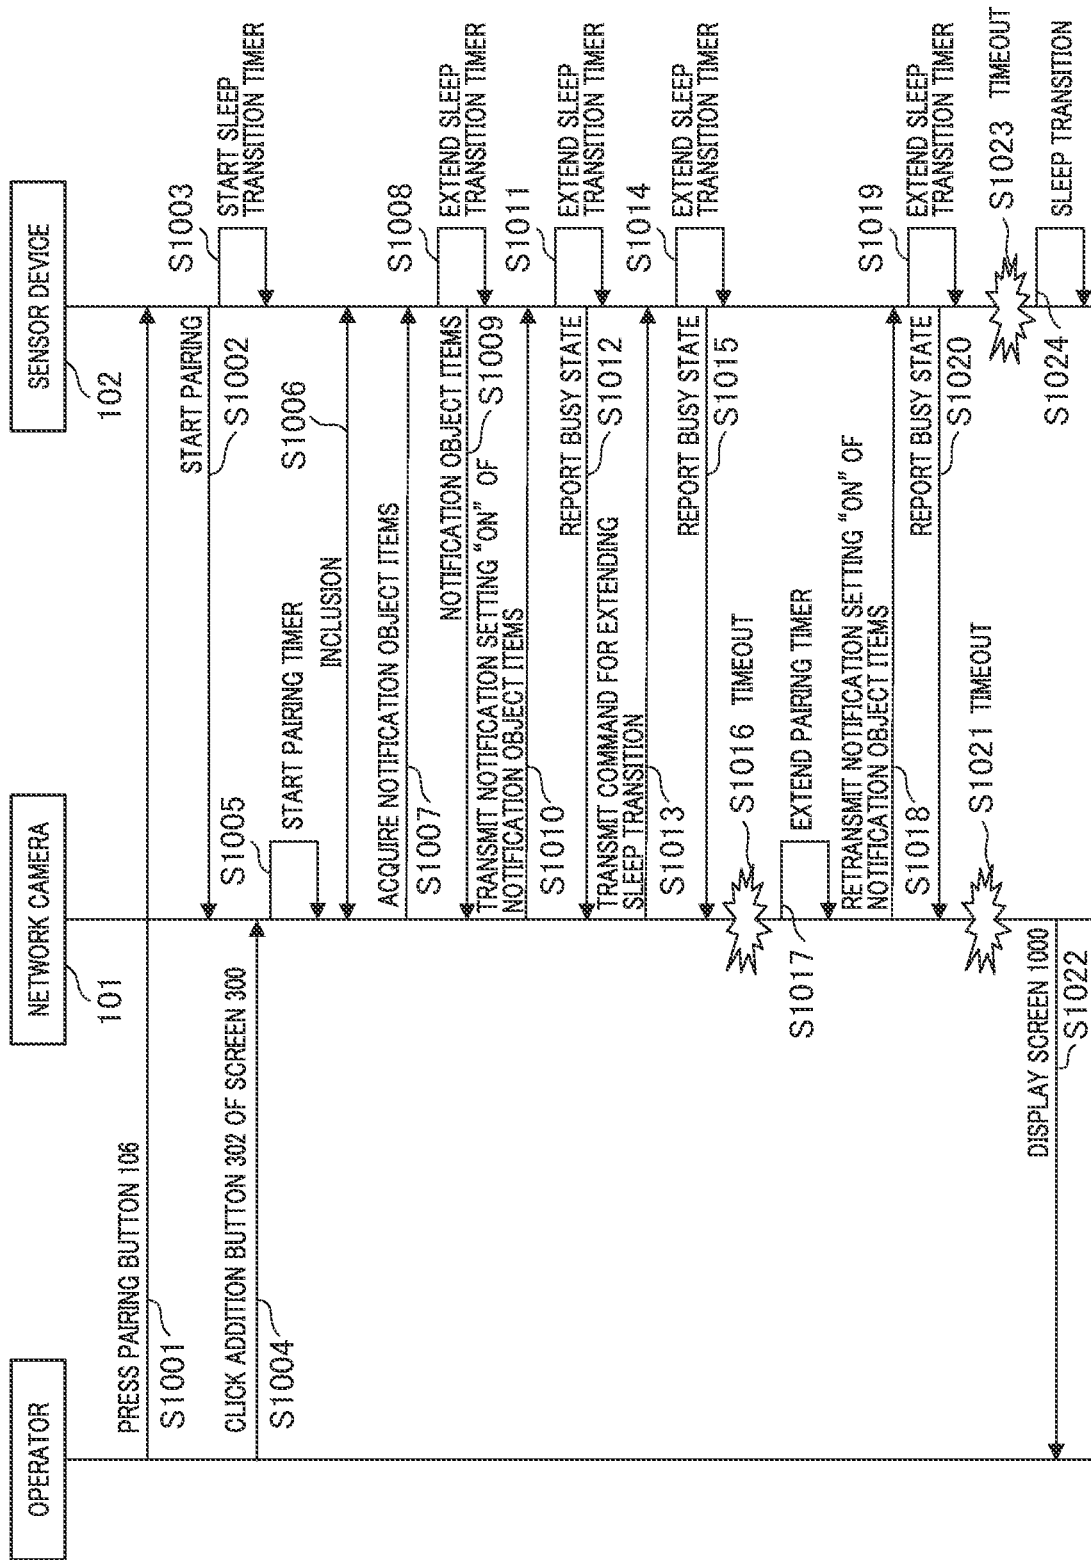 OPERATOR
NETWORK CAMERA
101
SENSOR DEVICE
102
PRESS PAIRING BUTTON 106
S1001
START PAIRING
S1002
S1003
START SLEEP
TRANSITION TIMER
CLICK ADDITION BUTTON 302 OF SCREEN 300
S1004
S1005
START PAIRING TIMER
INCLUSION
S1006
ACQUIRE NOTIFICATION OBJECT ITEMS
S1007
S1008
EXTEND SLEEP
TRANSITION TIMER
NOTIFICATION OBJECT ITEMS
S1009
TRANSMIT NOTIFICATION SETTING "ON" OF
NOTIFICATION OBJECT ITEMS
S1010
S1011
EXTEND SLEEP
TRANSITION TIMER
REPORT BUSY STATE
S1012
TRANSMIT COMMAND FOR EXTENDING
SLEEP TRANSITION
S1013
S1014
EXTEND SLEEP
TRANSITION TIMER
REPORT BUSY STATE
S1015
S1016 TIMEOUT
S1017
EXTEND PAIRING TIMER
RETRANSMIT NOTIFICATION SETTING "ON" OF
NOTIFICATION OBJECT ITEMS
S1018
S1019
EXTEND SLEEP
TRANSITION TIMER
REPORT BUSY STATE
S1020
S1021 TIMEOUT
DISPLAY SCREEN 1000
S1022
S1023 TIMEOUT
S1024
SLEEP TRANSITION